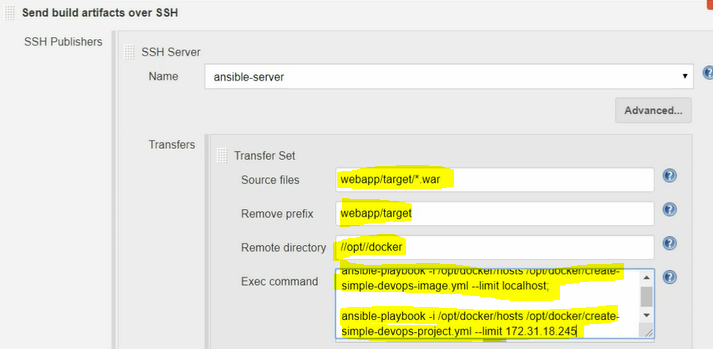 Send build artifacts over SSH
SSH Publishers
SSH Server
Name
ansible-server
Advanced...
Transfers
Transfer Set
Source files
webapp/target/*.war
Remove prefix
webapp/target
Remote directory
//opt//docker
Exec command
ansible-playbook -i /opt/docker/hosts /opt/docker/create-
simple-devops-image.yml --limit localhost;
ansible-playbook -i /opt/docker/hosts /opt/docker/create-
simple-devops-project.yml --limit 172.31.18.245